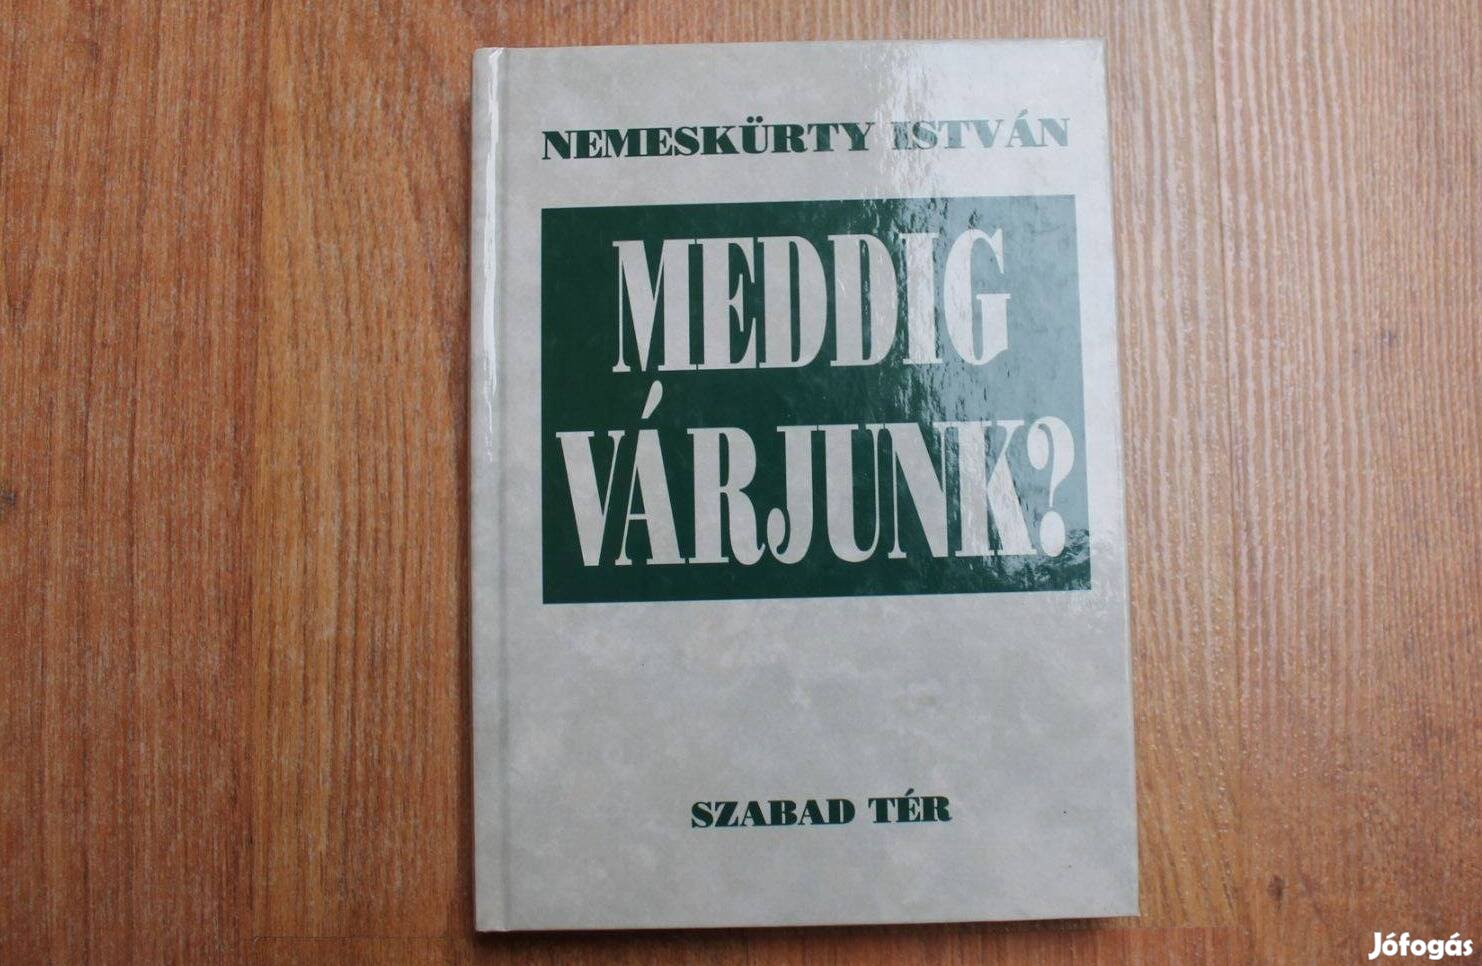 NEMESKÜRTY ISTVÁN
MEDDIG
VÁRJUNK?
SZABAD TÉR
Jófogás